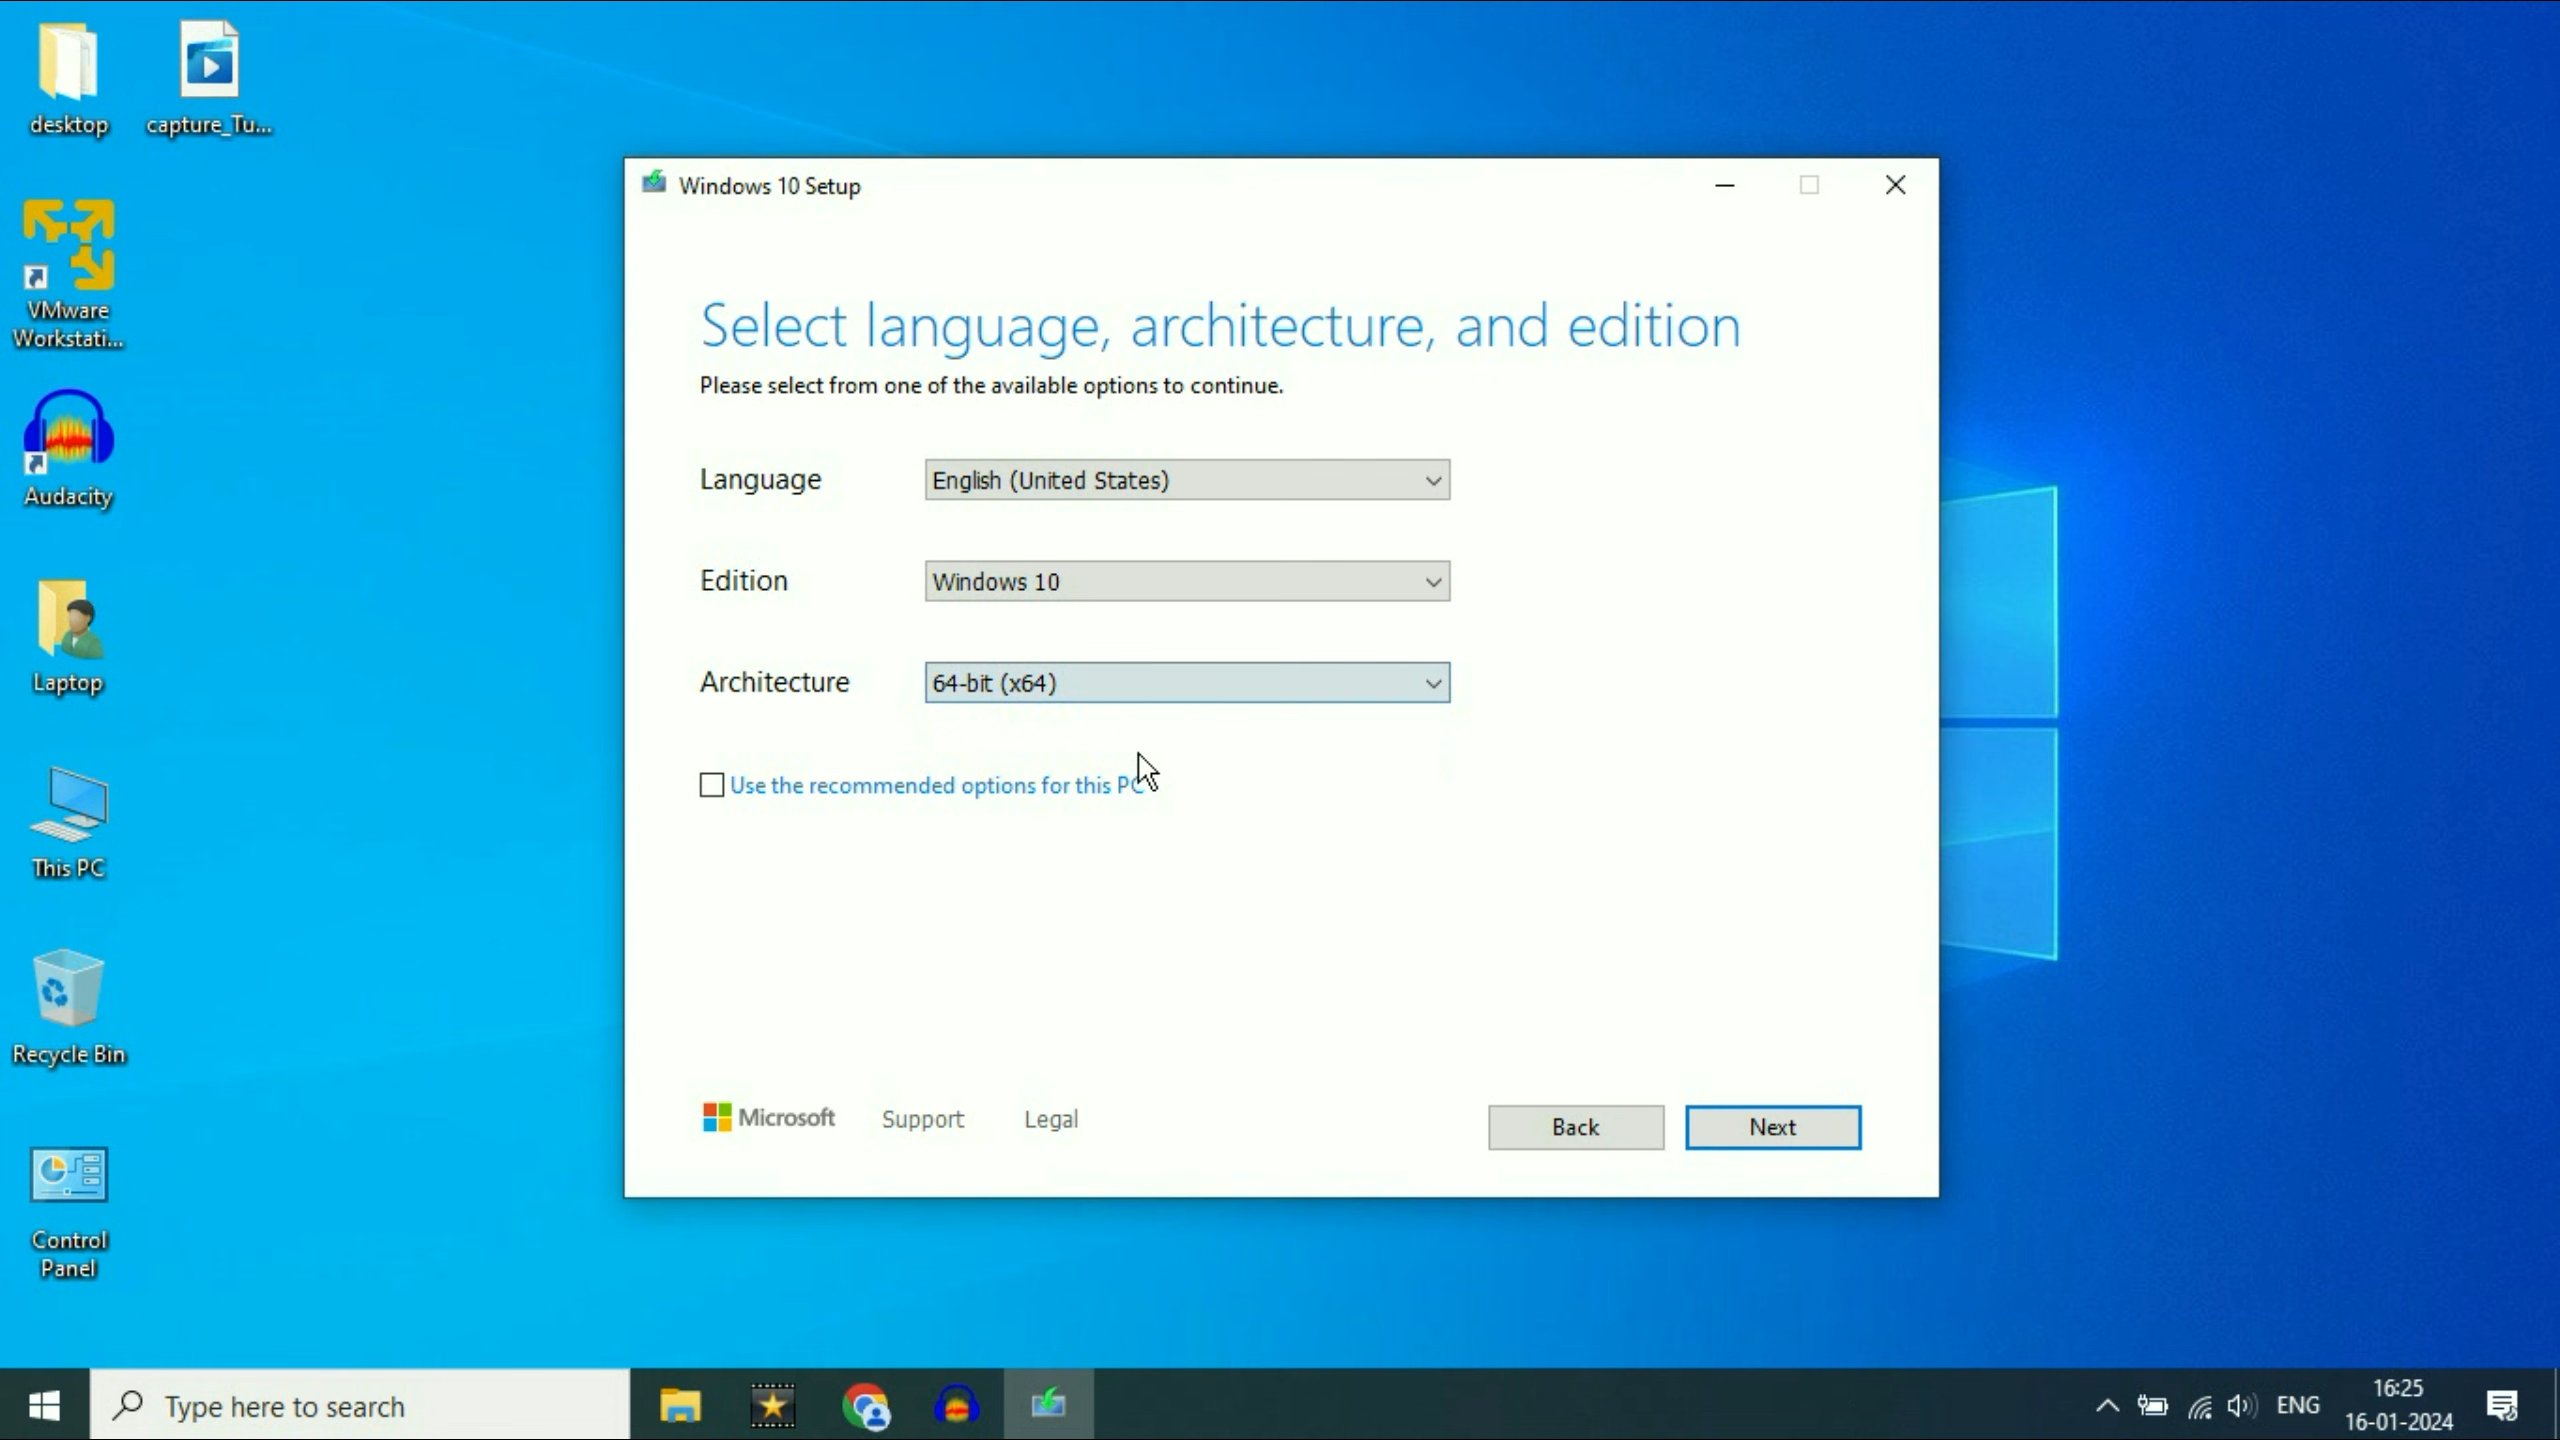 desktop
capture_Tu...
VMware
Workstati...
Audacity
Laptop
This PC
Recycle Bin
Control
Panel
Windows 10 Setup
Select language, architecture, and edition
Please select from one of the available options to continue.
Language
English (United States)
Edition
Windows 10
Architecture
64-bit (x64)
Use the recommended options for this PC
Microsoft
Support
Legal
Back
Next
Type here to search
ENG
16:25
16-01-2024